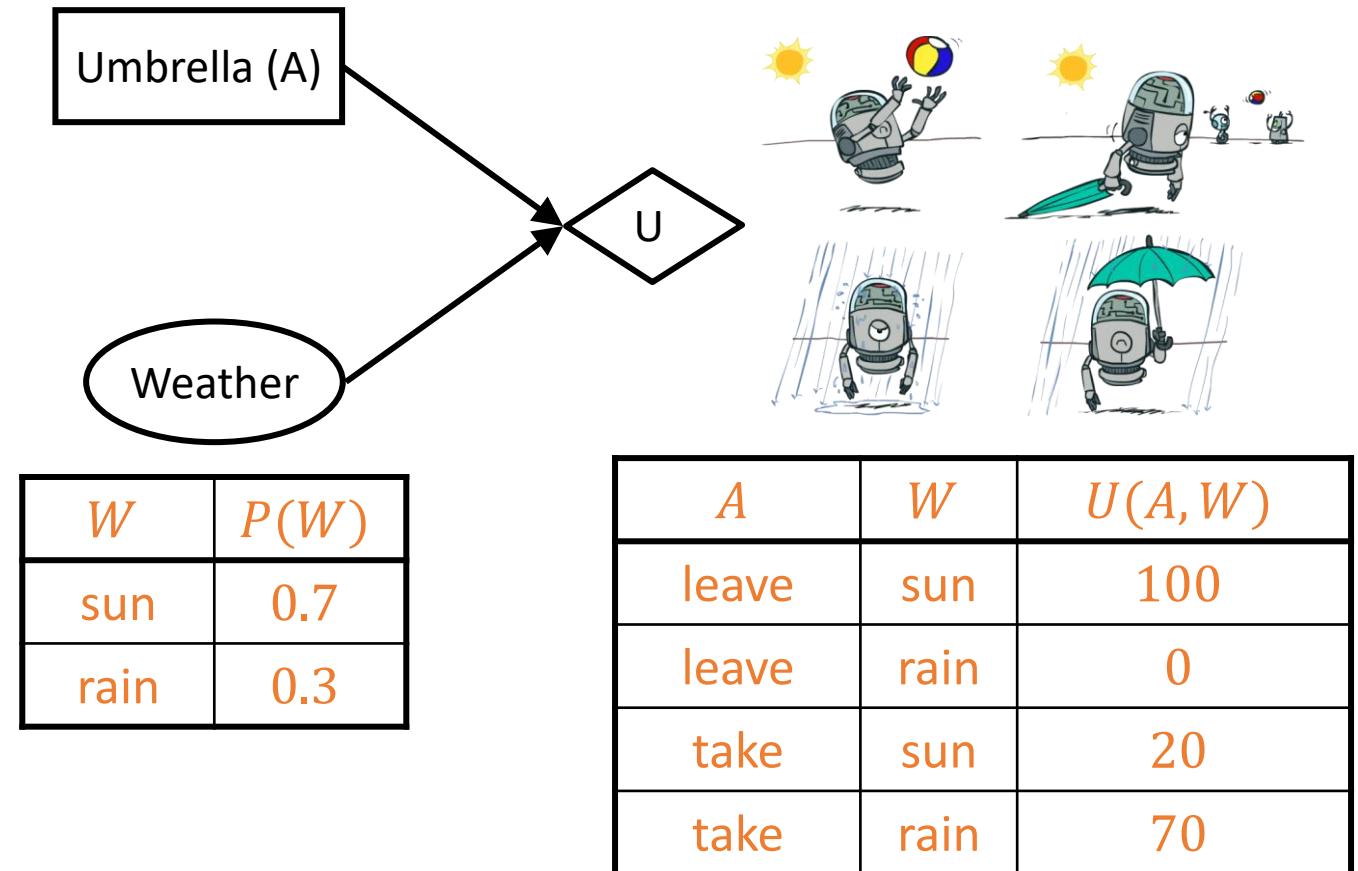 Umbrella (A)
U
Weather
W P(W)
sun 0.7
rain 0.3
A W U(A, W)
leave sun 100
leave rain 0
take sun 20
take rain 70